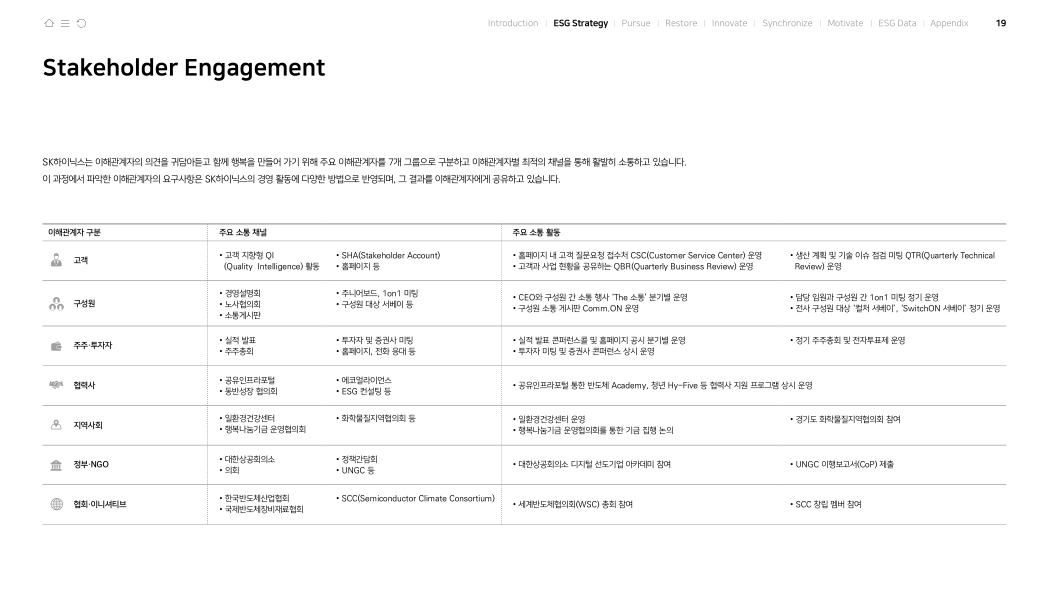 Introduction | ESG Strategy | Pursue | Restore | Innovate | Synchronize | Motivate | ESG Data | Appendix 19
Stakeholder Engagement
SK하이닉스는 이해관계자의 의견을 귀담아듣고 함께 행복을 만들어 가기 위해 주요 이해관계자를 7개 그룹으로 구분하고 이해관계자별 최적의 채널을 통해 활발히 소통하고 있습니다.
이 과정에서 파악한 이해관계자의 요구사항은 SK하이닉스의 경영 활동에 다양한 방법으로 반영되며, 그 결과를 이해관계자에게 공유하고 있습니다.
이해관계자 구분 주요 소통 채널 주요 소통 활동
고객
• 고객 지향형 QI
(Quality Intelligence) 활동
• SHA(Stakeholder Account)
• 홈페이지 등
• 홈페이지 내 고객 질문요청 접수처 CSC(Customer Service Center) 운영
• 고객과 사업 현황을 공유하는 QBR(Quarterly Business Review) 운영
• 생산 계획 및 기술 이슈 점검 미팅 QTR(Quarterly Technical
Review) 운영
구성원
• 경영설명회
• 노사협의회
• 소통게시판
• 주니어보드, 1on1 미팅
• 구성원 대상 서베이 등
• CEO와 구성원 간 소통 행사 'The 소통' 분기별 운영
• 구성원 소통 게시판 Comm.ON 운영
• 담당 임원과 구성원 간 1on1 미팅 정기 운영
• 전사 구성원 대상 '컬처 서베이', 'SwitchON 서베이' 정기 운영
주주·투자자
• 실적 발표
• 주주총회
• 투자자 및 증권사 미팅
• 홈페이지, 전화 응대 등
• 실적 발표 콘퍼런스콜 및 홈페이지 공시 분기별 운영
• 투자자 미팅 및 증권사 콘퍼런스 상시 운영
• 정기 주주총회 및 전자투표제 운영
협력사
• 공유인프라포털
• 동반성장 협의회
• 에코얼라이언스
• ESG 컨설팅 등
• 공유인프라포털 통한 반도체 Academy, 청년 Hy-Five 등 협력사 지원 프로그램 상시 운영
지역사회
• 일환경건강센터
• 행복나눔기금 운영협의회
• 화학물질지역협의회 등
• 일환경건강센터 운영
• 행복나눔기금 운영협의회를 통한 기금 집행 논의
• 경기도 화학물질지역협의회 참여
정부·NGO
• 대한상공회의소
• 의회
• 정책간담회
• UNGC 등
• 대한상공회의소 디지털 선도기업 아카데미 참여
• UNGC 이행보고서(CoP) 제출
협회·이니셔티브
• 한국반도체산업협회
• 국제반도체장비재료협회
• SCC(Semiconductor Climate Consortium)
• 세계반도체협의회(WSC) 총회 참여
• SCC 창립 멤버 참여